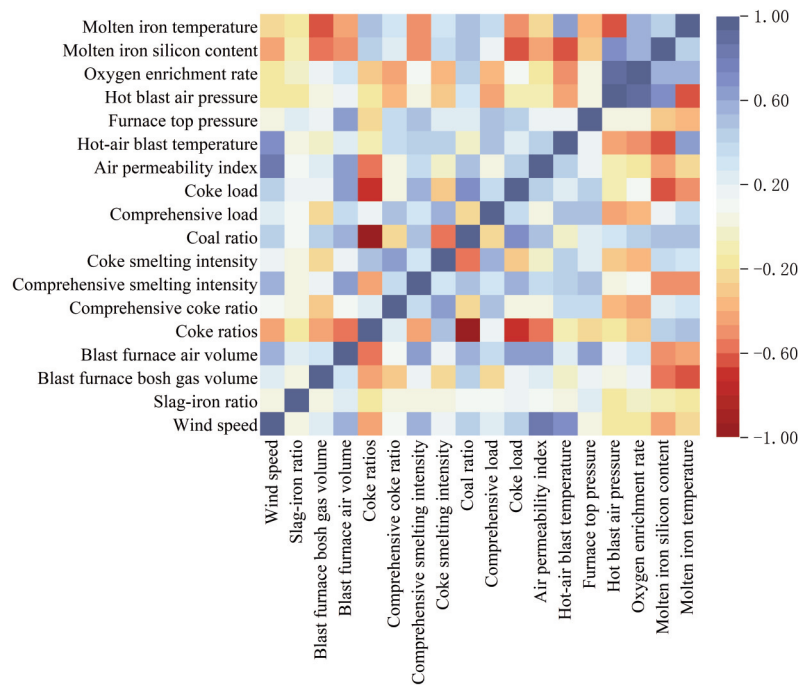 Molten iron temperature
Molten iron silicon content
Oxygen enrichment rate
Hot blast air pressure
Furnace top pressure
Hot-air blast temperature
Air permeability index
Coke load
Comprehensive load
Coal ratio
Coke smelting intensity
Comprehensive smelting intensity
Comprehensive coke ratio
Coke ratios
Blast furnace air volume
Blast furnace bosh gas volume
Slag-iron ratio
Wind speed
Wind speed
Slag-iron ratio
Blast furnace bosh gas volume
Blast furnace air volume
Coke ratios
Comprehensive coke ratio
Comprehensive smelting intensity
Coke smelting intensity
Coal ratio
Comprehensive load
Coke load
Air permeability index
Hot-air blast temperature
Furnace top pressure
Hot blast air pressure
Oxygen enrichment rate
Molten iron silicon content
Molten iron temperature
1.00
0.60
0.20
-0.20
-0.60
-1.00